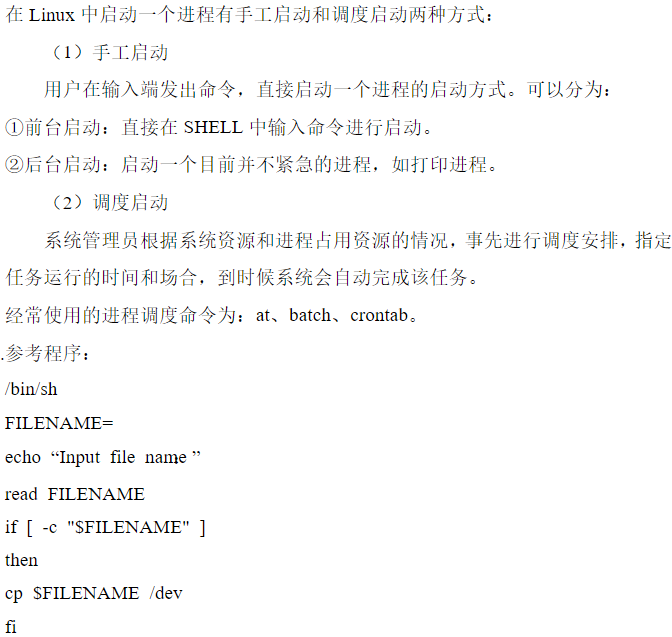 在 Linux 中启动一个进程有手工启动和调度启动两种方式：
（1）手工启动
用户在输入端发出命令，直接启动一个进程的启动方式。可以分为：
①前台启动：直接在 SHELL 中输入命令进行启动。
②后台启动：启动一个目前并不紧急的进程，如打印进程。
（2）调度启动
系统管理员根据系统资源和进程占用资源的情况，事先进行调度安排，指定
任务运行的时间和场合，到时候系统会自动完成该任务。
经常使用的进程调度命令为：at、batch、crontab。
.参考程序：
/bin/sh
FILENAME=
echo “Input file name：”
read FILENAME
if [ -c "$FILENAME" ]
then
cp $FILENAME /dev
fi